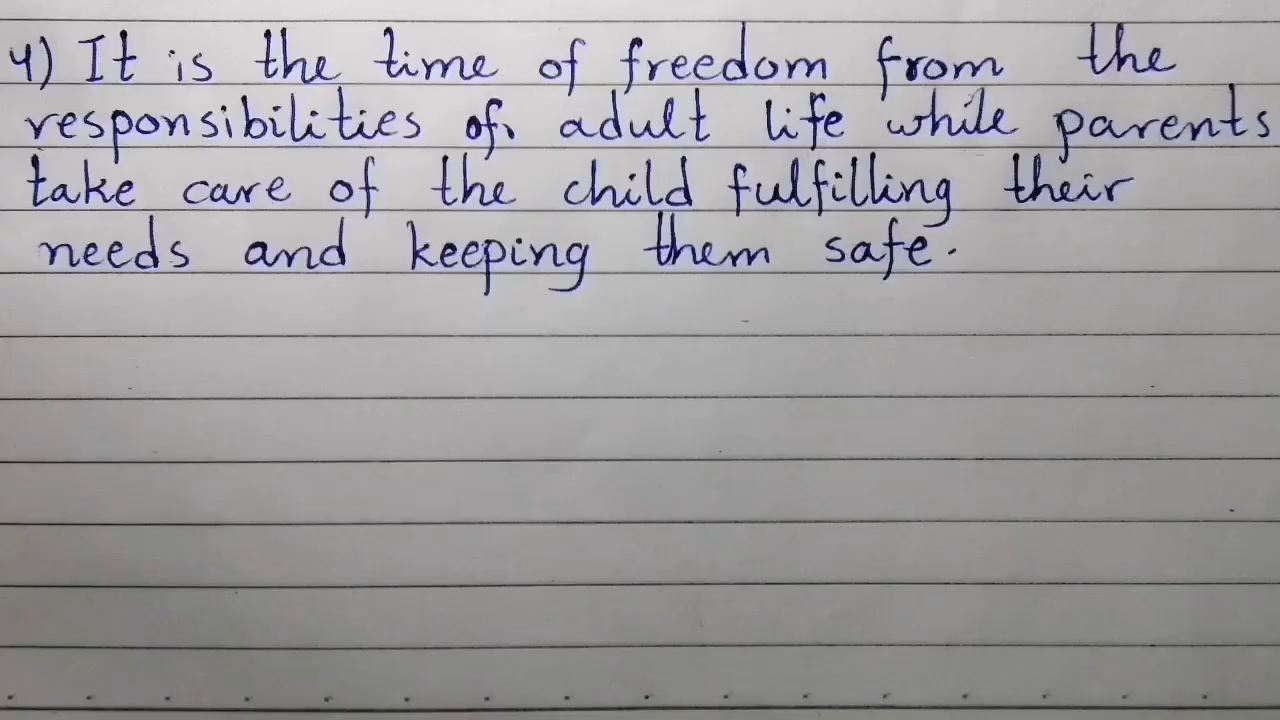 4) It is the time of freedom from the
responsibilities of adult life while parents
take care of the child fulfilling their
needs and keeping them safe.